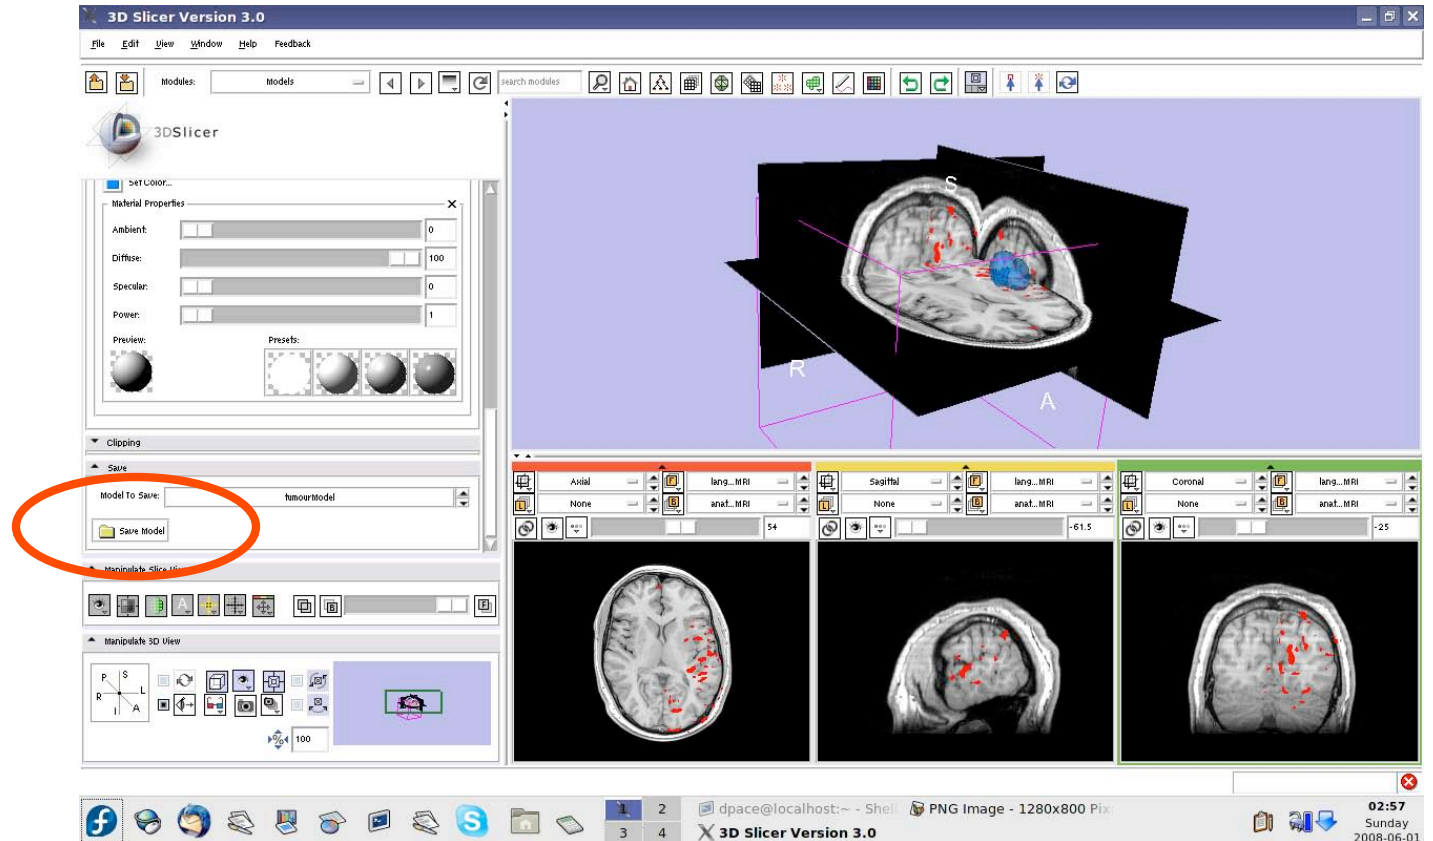 3D Slicer Version 3.0
File Edit View Window Help Feedback
Modules: Models search modules
3DSlicer
Set Color...
Material Properties
Ambient: 0
Diffuse: 100
Specular: 0
Power: 1
Preview: Presets:
Clipping
Save
Model To Save: tumourModel
Save Model
Manipulate Slice Vi
Manipulate 3D View
P S
R L
I A
% 100
S
R
A
Axial F lang...MRI
L None B anat...MRI
54
Sagittal F lang...MRI
L None B anat...MRI
-61.5
Coronal F lang...MRI
L None B anat...MRI
-25
1 2
3 4
dpace@localhost:~ - Shell
PNG Image - 1280x800 Pix
3D Slicer Version 3.0
02:57
Sunday
2008-06-01